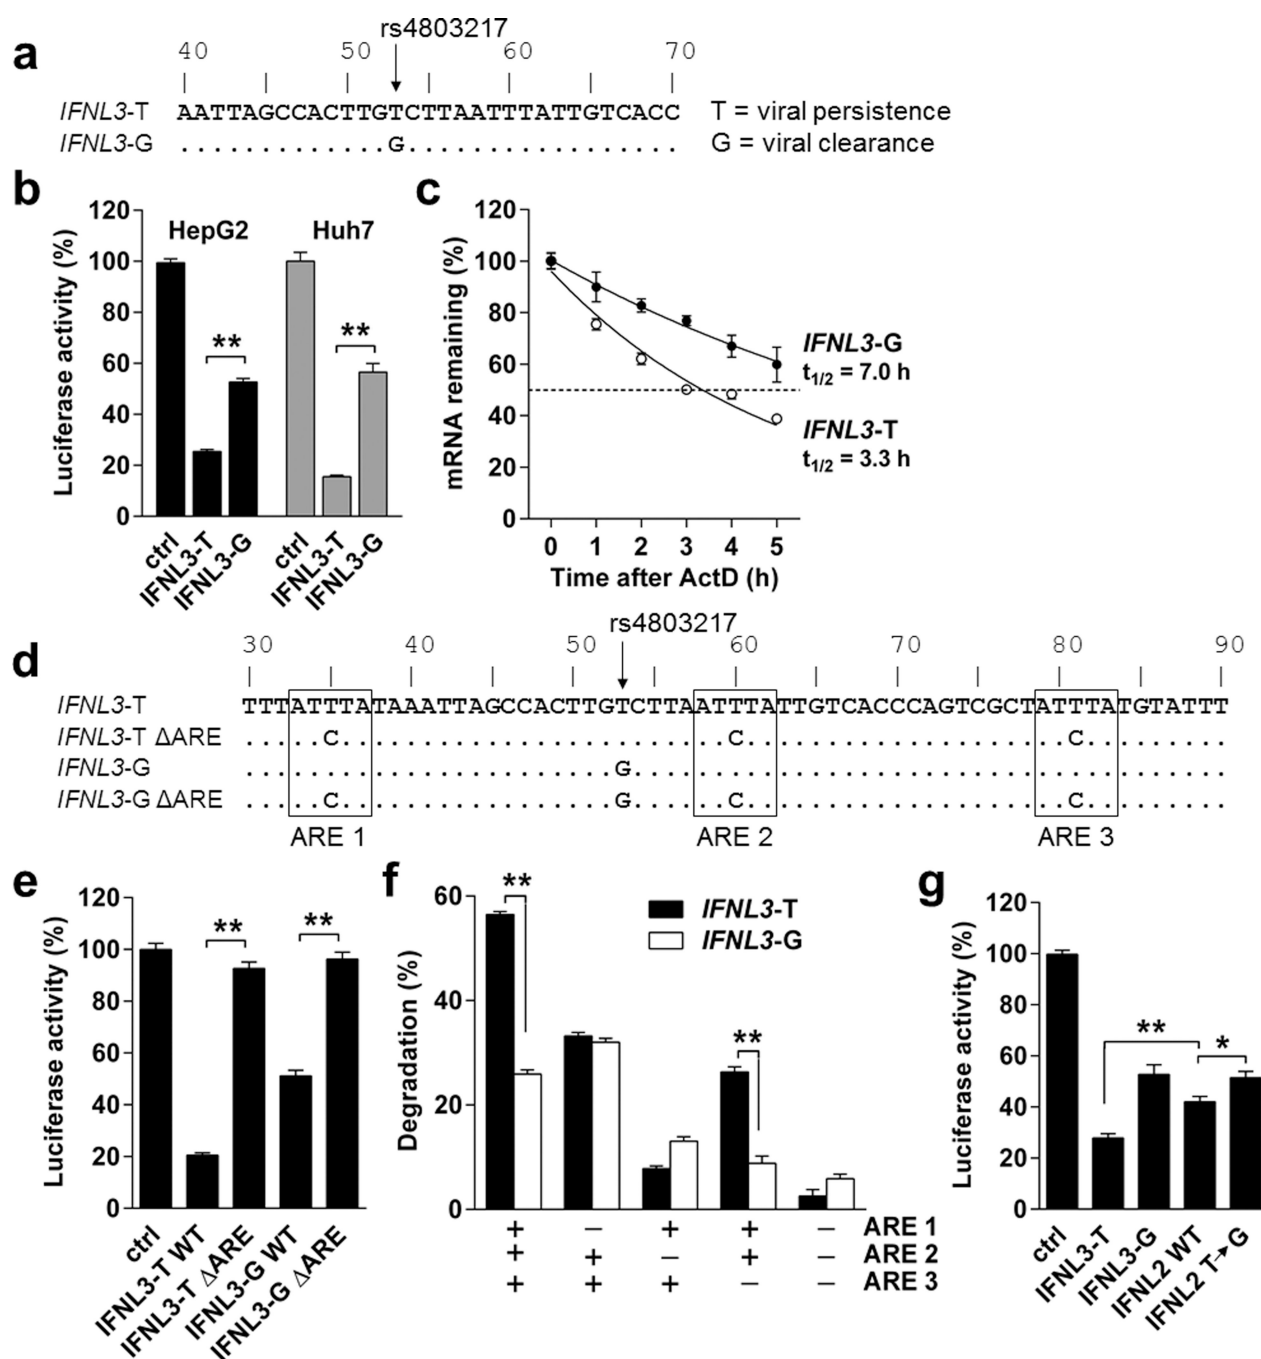 a
rs4803217
40 50 60 70
IFNL3-T AATTAGCCACTTGTCTTAATTTATTGTCACC T = viral persistence
IFNL3-G .............G................. G = viral clearance
b
Luciferase activity (%)
120
100
80
60
40
20
0
HepG2 Huh7
** **
ctrl IFNL3-T IFNL3-G ctrl IFNL3-T IFNL3-G
c
mRNA remaining (%)
120
100
80
60
40
20
0
IFNL3-G
t1/2 = 7.0 h
IFNL3-T
t1/2 = 3.3 h
0 1 2 3 4 5
Time after ActD (h)
d
rs4803217
30 40 50 60 70 80 90
IFNL3-T TTTATTTATAAATTAGCCACTTGTCTTAATTTATTGTCACCCAGTCGCTATTTATGTATTT
IFNL3-T ΔARE .....C........................C....................C.........
IFNL3-G .......................G.....................................
IFNL3-G ΔARE .....C.................G......C....................C.........
ARE 1 ARE 2 ARE 3
e
Luciferase activity (%)
120
100
80
60
40
20
0
** **
ctrl IFNL3-T WT IFNL3-T ΔARE IFNL3-G WT IFNL3-G ΔARE
f
Degradation (%)
60
40
20
0
** **
IFNL3-T
IFNL3-G
+ − + + − ARE 1
+ + − + − ARE 2
+ + + − − ARE 3
g
Luciferase activity (%)
120
100
80
60
40
20
0
** *
ctrl IFNL3-T IFNL3-G IFNL2 WT IFNL2 T→G